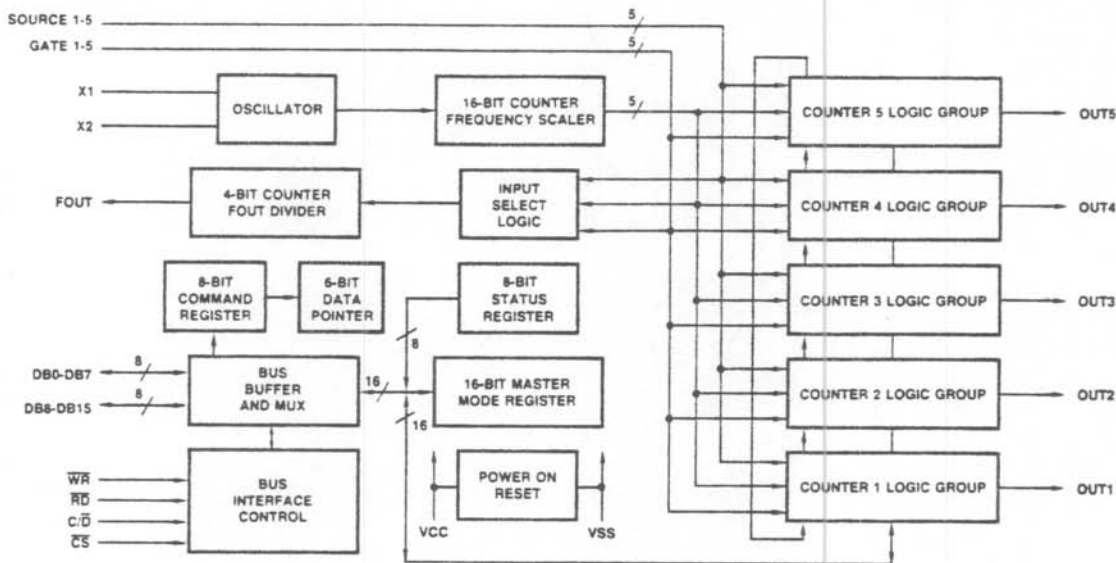 SOURCE 1-5
5
GATE 1-5
5
X1
X2
OSCILLATOR
16-BIT COUNTER
FREQUENCY SCALER
5
COUNTER 5 LOGIC GROUP
OUT5
FOUT
4-BIT COUNTER
FOUT DIVIDER
INPUT
SELECT
LOGIC
COUNTER 4 LOGIC GROUP
OUT4
8-BIT
COMMAND
REGISTER
6-BIT
DATA
POINTER
8-BIT
STATUS
REGISTER
8
COUNTER 3 LOGIC GROUP
OUT3
DB0-DB7
8
DB8-DB15
8
BUS
BUFFER
AND MUX
16
16
16-BIT MASTER
MODE REGISTER
COUNTER 2 LOGIC GROUP
OUT2
WR
RD
C/D
CS
BUS
INTERFACE
CONTROL
POWER ON
RESET
VCC
VSS
COUNTER 1 LOGIC GROUP
OUT1